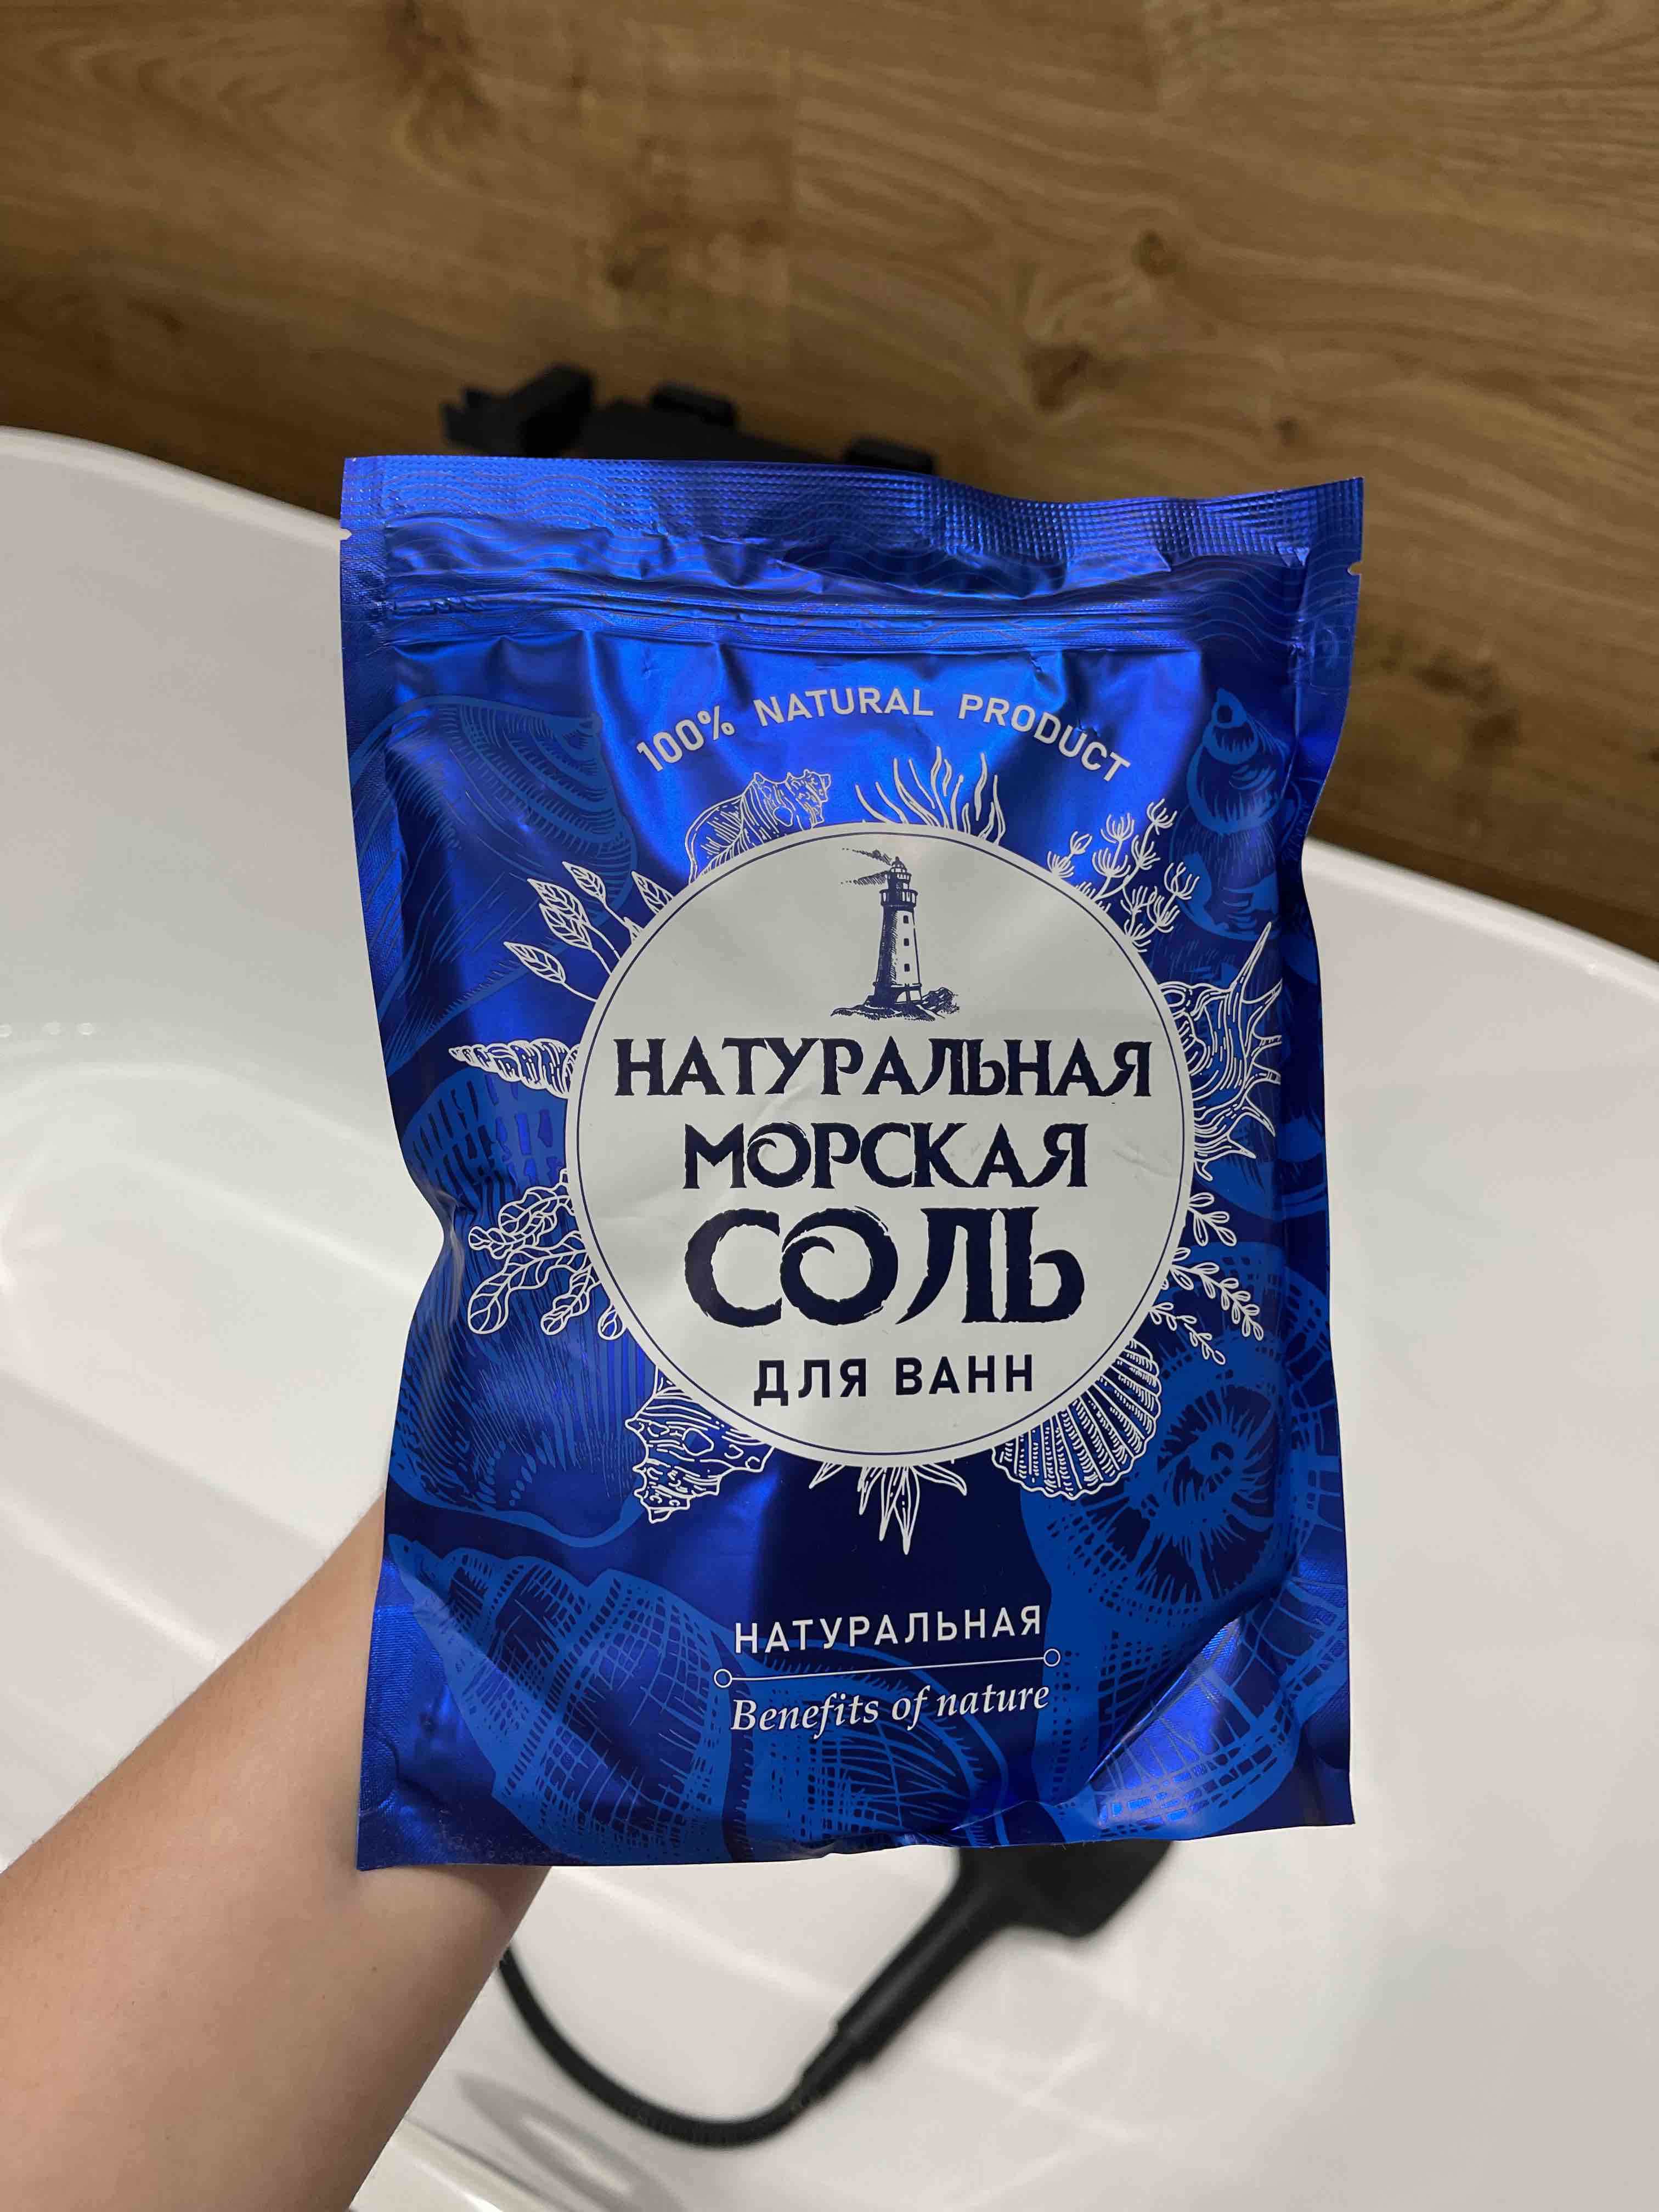 100% NATURAL PRODUCT
НАТУРАЛЬНАЯ
МОРСКАЯ
СОЛЬ
ДЛЯ ВАНН
НАТУРАЛЬНАЯ
Benefits of nature